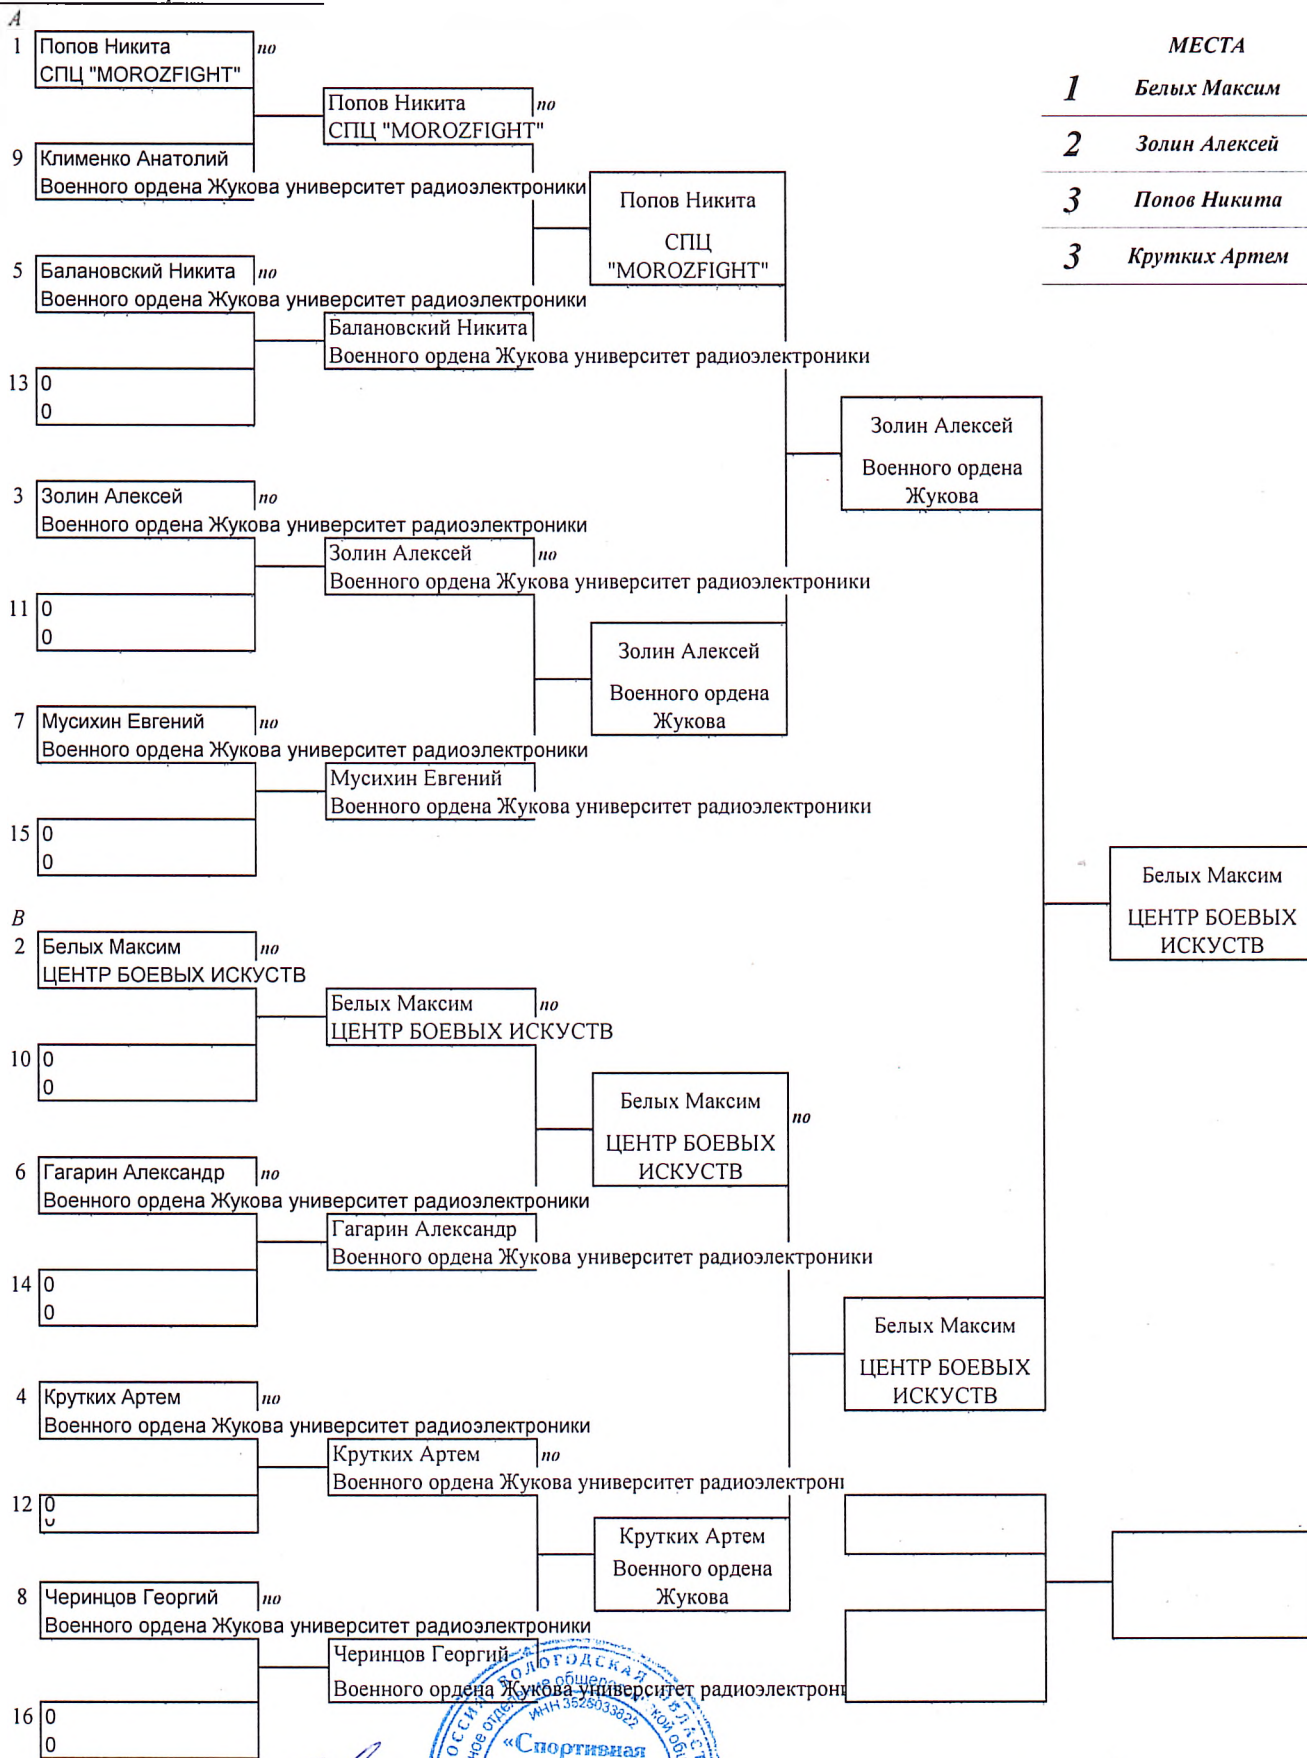 А
1
Попов Никита
по
СПЦ "MOROZFIGHT"
Попов Никита
по
СПЦ "MOROZFIGHT"
9
Клименко Анатолий
Военного ордена Жукова университет радиоэлектроники
Попов Никита
СПЦ
"MOROZFIGHT"
5
Балановский Никита
по
Военного ордена Жукова университет радиоэлектроники
Балановский Никита
Военного ордена Жукова университет радиоэлектроники
13
0
0
Золин Алексей
Военного ордена
Жукова
3
Золин Алексей
по
Военного ордена Жукова университет радиоэлектроники
Золин Алексей
по
Военного ордена Жукова университет радиоэлектроники
11
0
0
Золин Алексей
Военного ордена
Жукова
7
Мусихин Евгений
по
Военного ордена Жукова университет радиоэлектроники
Мусихин Евгений
Военного ордена Жукова университет радиоэлектроники
15
0
0
МЕСТА
1 Белых Максим
2 Золин Алексей
3 Попов Никита
3 Крутких Артем
Белых Максим
ЦЕНТР БОЕВЫХ
ИСКУСТВ
В
2
Белых Максим
по
ЦЕНТР БОЕВЫХ ИСКУСТВ
Белых Максим
по
ЦЕНТР БОЕВЫХ ИСКУСТВ
10
0
0
Белых Максим
по
ЦЕНТР БОЕВЫХ
ИСКУСТВ
6
Гагарин Александр
по
Военного ордена Жукова университет радиоэлектроники
Гагарин Александр
Военного ордена Жукова университет радиоэлектроники
14
0
0
Белых Максим
ЦЕНТР БОЕВЫХ
ИСКУСТВ
4
Крутких Артем
по
Военного ордена Жукова университет радиоэлектроники
Крутких Артем
по
Военного ордена Жукова университет радиоэлектрони
12
0
Крутких Артем
Военного ордена
Жукова
8
Черинцов Георгий
по
Военного ордена Жукова университет радиоэлектроники
Черинцов Георгий
Военного ордена Жукова университет радиоэлектрони
16
0
0
ВОЛОГОДСКАЯ
ИНН 3525033822
«Спортивная